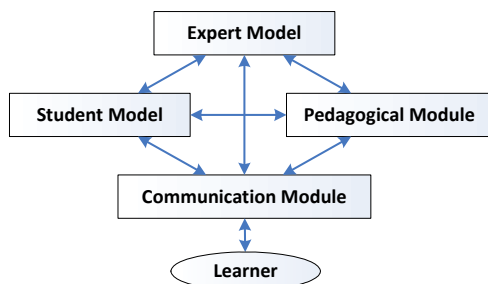 Expert Model
Student Model
Pedagogical Module
Communication Module
Learner